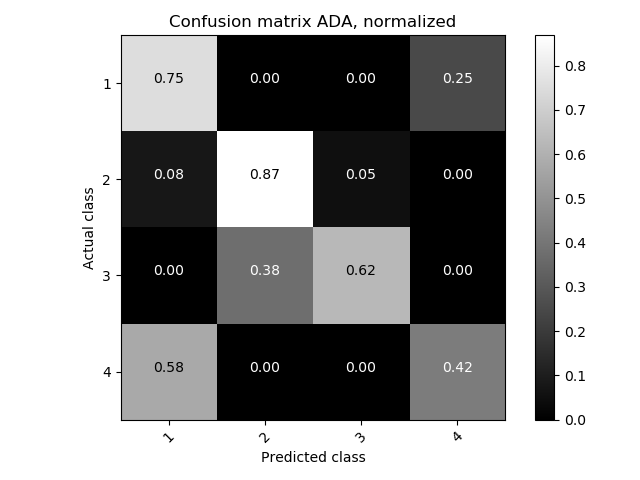 Confusion matrix ADA, normalized
Actual class
1 0.75 0.00 0.00 0.25
2 0.08 0.87 0.05 0.00
3 0.00 0.38 0.62 0.00
4 0.58 0.00 0.00 0.42
1 2 3 4
Predicted class
0.8
0.7
0.6
0.5
0.4
0.3
0.2
0.1
0.0